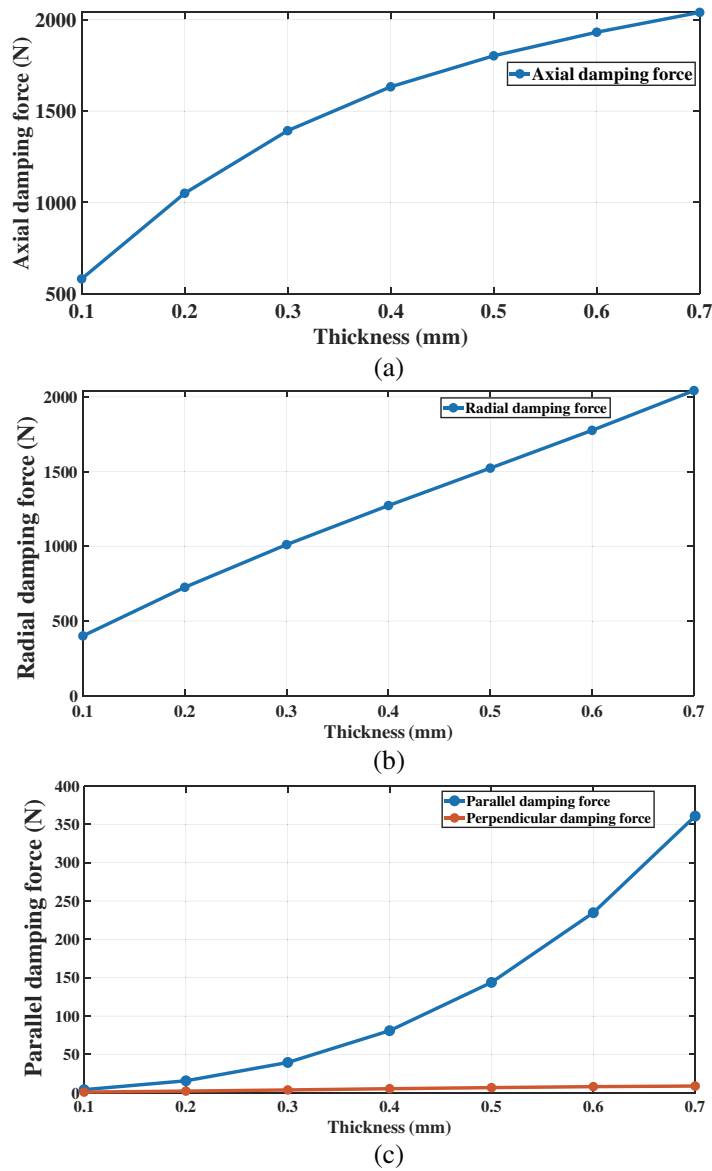 Axial damping force (N)
2000
1500
1000
500
Axial damping force
0.1 0.2 0.3 0.4 0.5 0.6 0.7
Thickness (mm)
(a)
Radial damping force (N)
2000
1500
1000
500
0
Radial damping force
0.1 0.2 0.3 0.4 0.5 0.6 0.7
Thickness (mm)
(b)
Parallel damping force (N)
400
350
300
250
200
150
100
50
0
Parallel damping force
Perpendicular damping force
0.1 0.2 0.3 0.4 0.5 0.6 0.7
Thickness (mm)
(c)